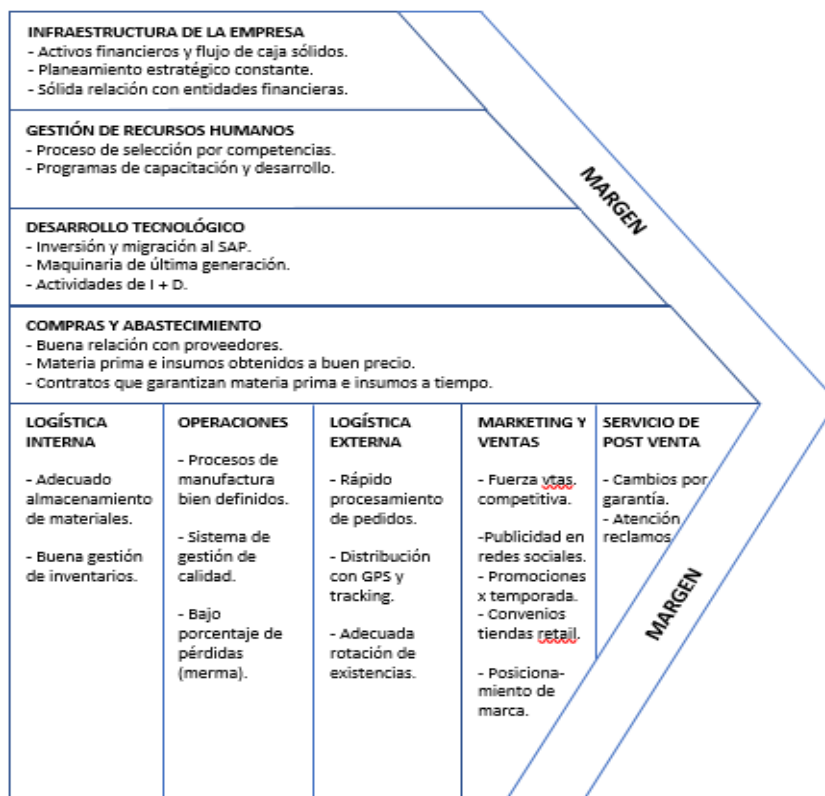 INFRAESTRUCTURA DE LA EMPRESA
- Activos financieros y flujo de caja sólidos.
- Planeamiento estratégico constante.
- Sólida relación con entidades financieras.
GESTIÓN DE RECURSOS HUMANOS
- Proceso de selección por competencias.
- Programas de capacitación y desarrollo.
MARGEN
DESARROLLO TECNOLÓGICO
- Inversión y migración al SAP.
- Maquinaria de última generación.
- Actividades de I + D.
COMPRAS Y ABASTECIMIENTO
- Buena relación con proveedores.
- Materia prima e insumos obtenidos a buen precio.
- Contratos que garantizan materia prima e insumos a tiempo.
LOGÍSTICA
INTERNA
- Adecuado
almacenamiento
de materiales.
- Buena gestión
de inventarios.
OPERACIONES
- Procesos de
manufactura
bien definidos.
- Sistema de
gestión de
calidad.
- Bajo
porcentaje de
pérdidas
(merma).
LOGÍSTICA
EXTERNA
- Rápido
procesamiento
de pedidos.
- Distribución
con GPS y
tracking.
- Adecuada
rotación de
existencias.
MARKETING Y
VENTAS
- Fuerza vtas.
competitiva.
-Publicidad en
redes sociales.
- Promociones
x temporada.
- Convenios
tiendas retail.
- Posiciona-
miento de
marca.
SERVICIO DE
POST VENTA
- Cambios por
garantía.
- Atención
reclamos
MARGEN